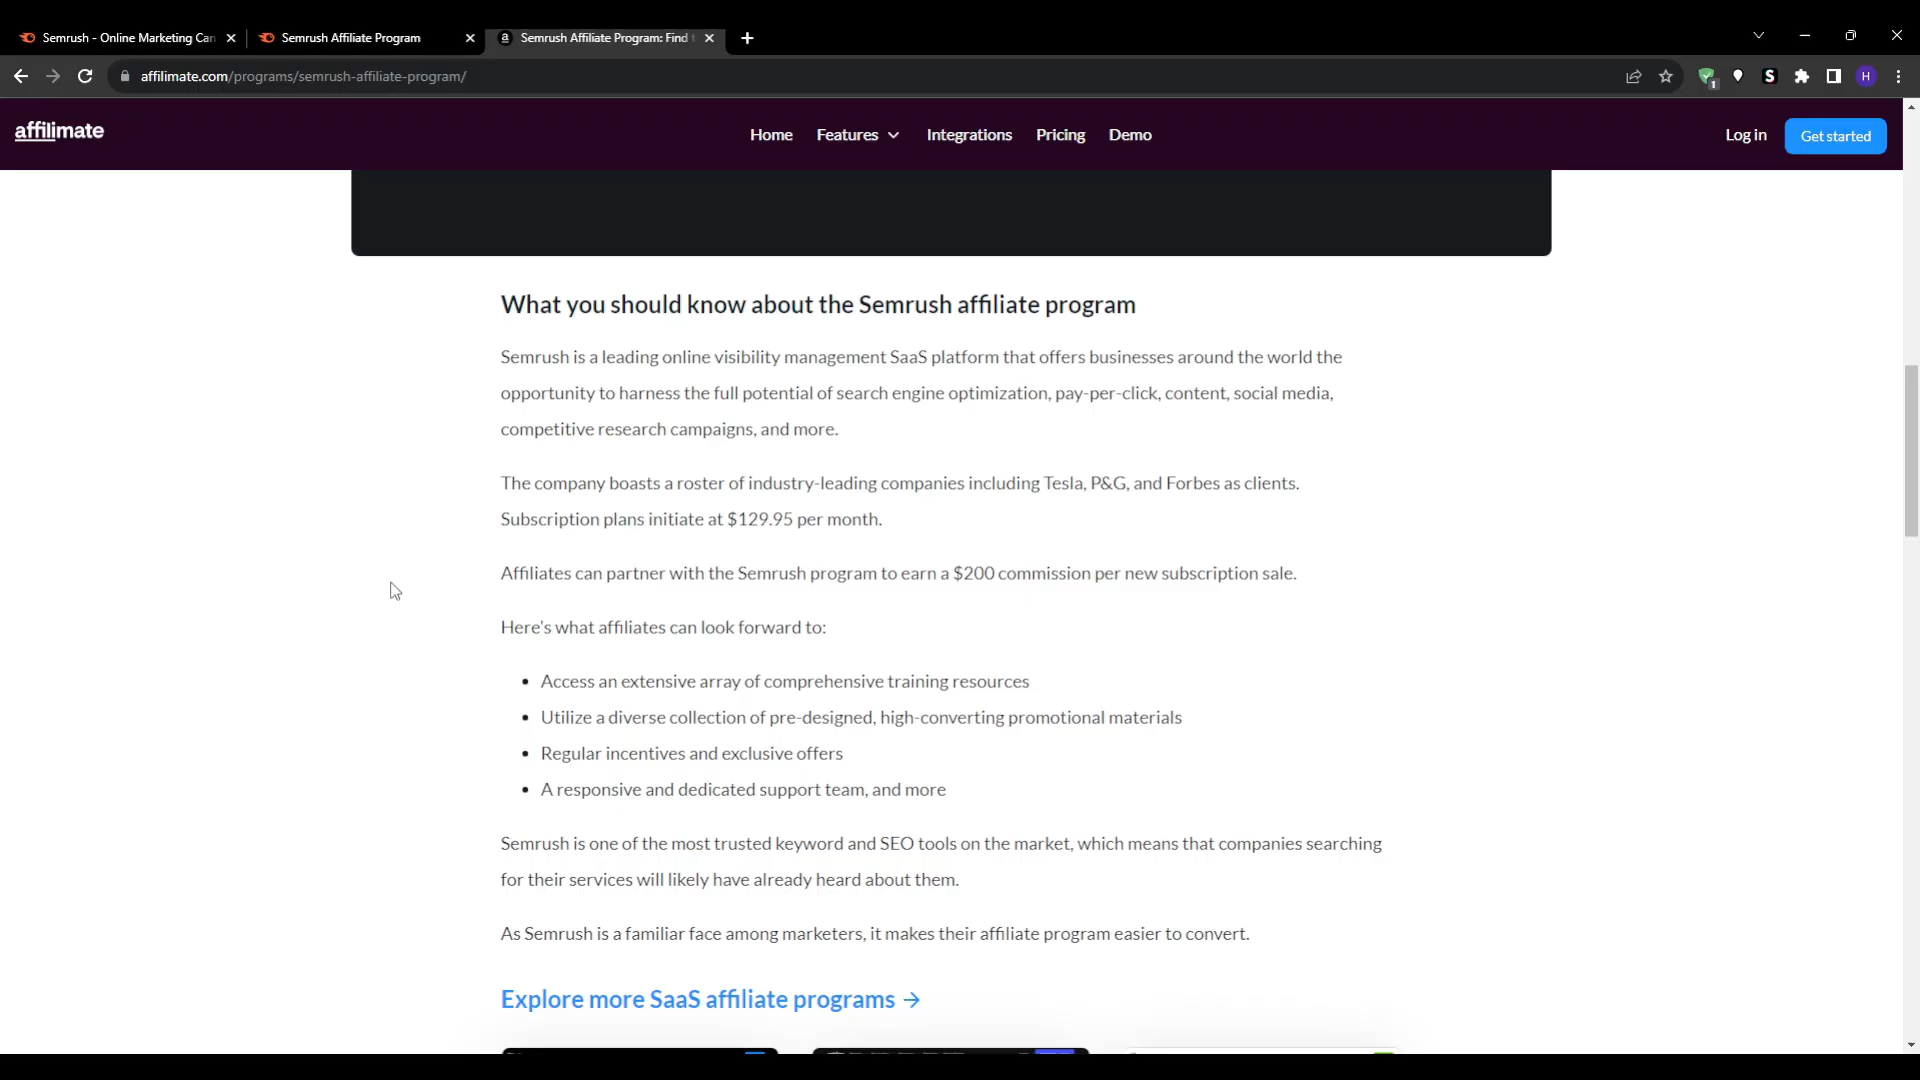 Semrush - Online Marketing Can
Semrush Affiliate Program
Semrush Affiliate Program: Find t
affilimate.com/programs/semrush-affiliate-program/
1
S
H
affilimate
Home
Features
Integrations
Pricing
Demo
Log in
Get started
What you should know about the Semrush affiliate program
Semrush is a leading online visibility management SaaS platform that offers businesses around the world the
opportunity to harness the full potential of search engine optimization, pay-per-click, content, social media,
competitive research campaigns, and more.
The company boasts a roster of industry-leading companies including Tesla, P&G, and Forbes as clients.
Subscription plans initiate at $129.95 per month.
Affiliates can partner with the Semrush program to earn a $200 commission per new subscription sale.
Here's what affiliates can look forward to:
• Access an extensive array of comprehensive training resources
• Utilize a diverse collection of pre-designed, high-converting promotional materials
• Regular incentives and exclusive offers
• A responsive and dedicated support team, and more
Semrush is one of the most trusted keyword and SEO tools on the market, which means that companies searching
for their services will likely have already heard about them.
As Semrush is a familiar face among marketers, it makes their affiliate program easier to convert.
Explore more SaaS affiliate programs →